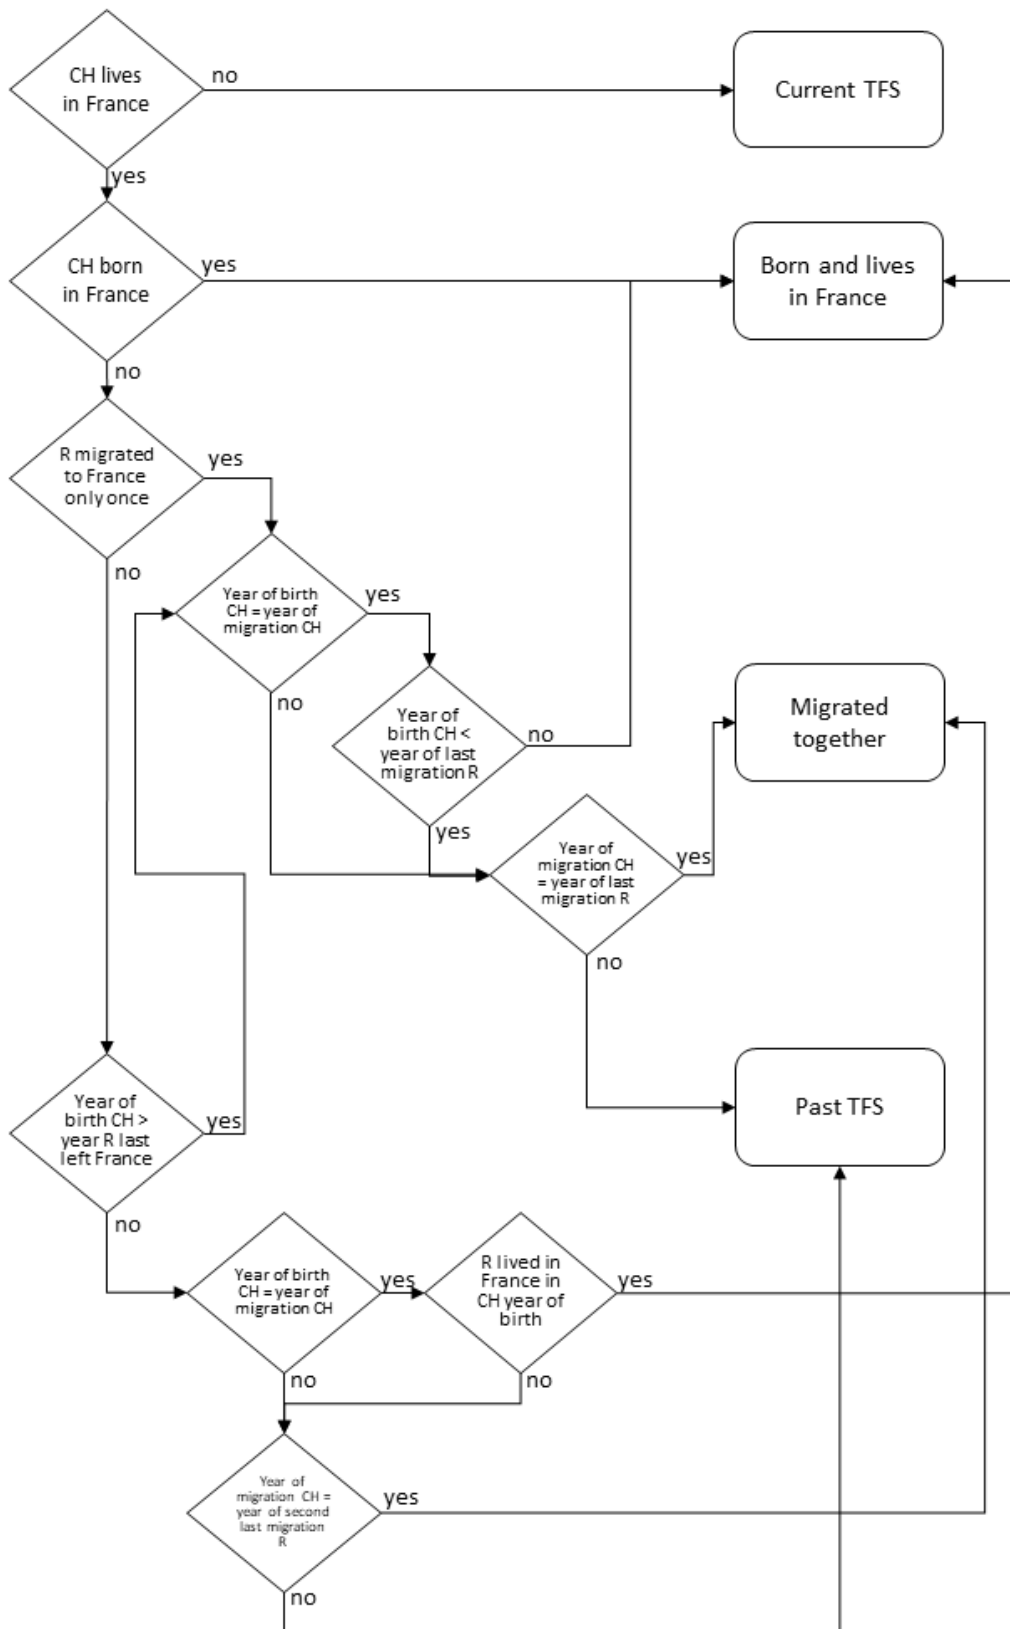 CH lives
in France
no
Current TFS
yes
CH born
in France
yes
Born and lives
in France
no
R migrated
to France
only once
yes
no
Year of birth
CH = year of
migration CH
yes
no
Year of
birth CH <
year of last
migration R
no
yes
Migrated
together
Year of
migration CH
= year of last
migration R
yes
no
Year of
birth CH >
year R last
left France
yes
no
Past TFS
Year of birth
CH = year of
migration CH
yes
no
R lived in
France in
CH year of
birth
yes
no
Year of
migration CH =
year of second
last migration
R
yes
no